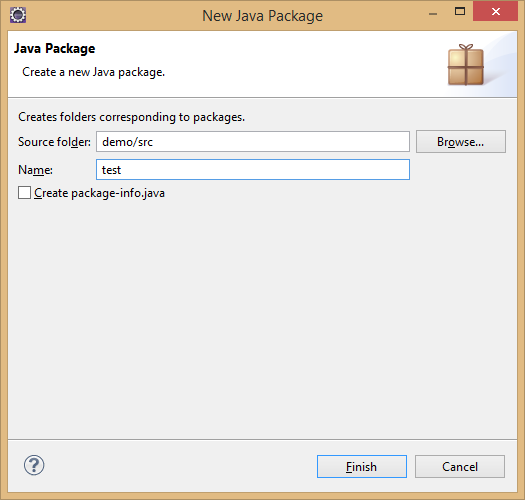 New Java Package
Java Package
Create a new Java package.
Creates folders corresponding to packages.
Source folder: demo/src Browse...
Name: test
Create package-info.java
? Finish Cancel